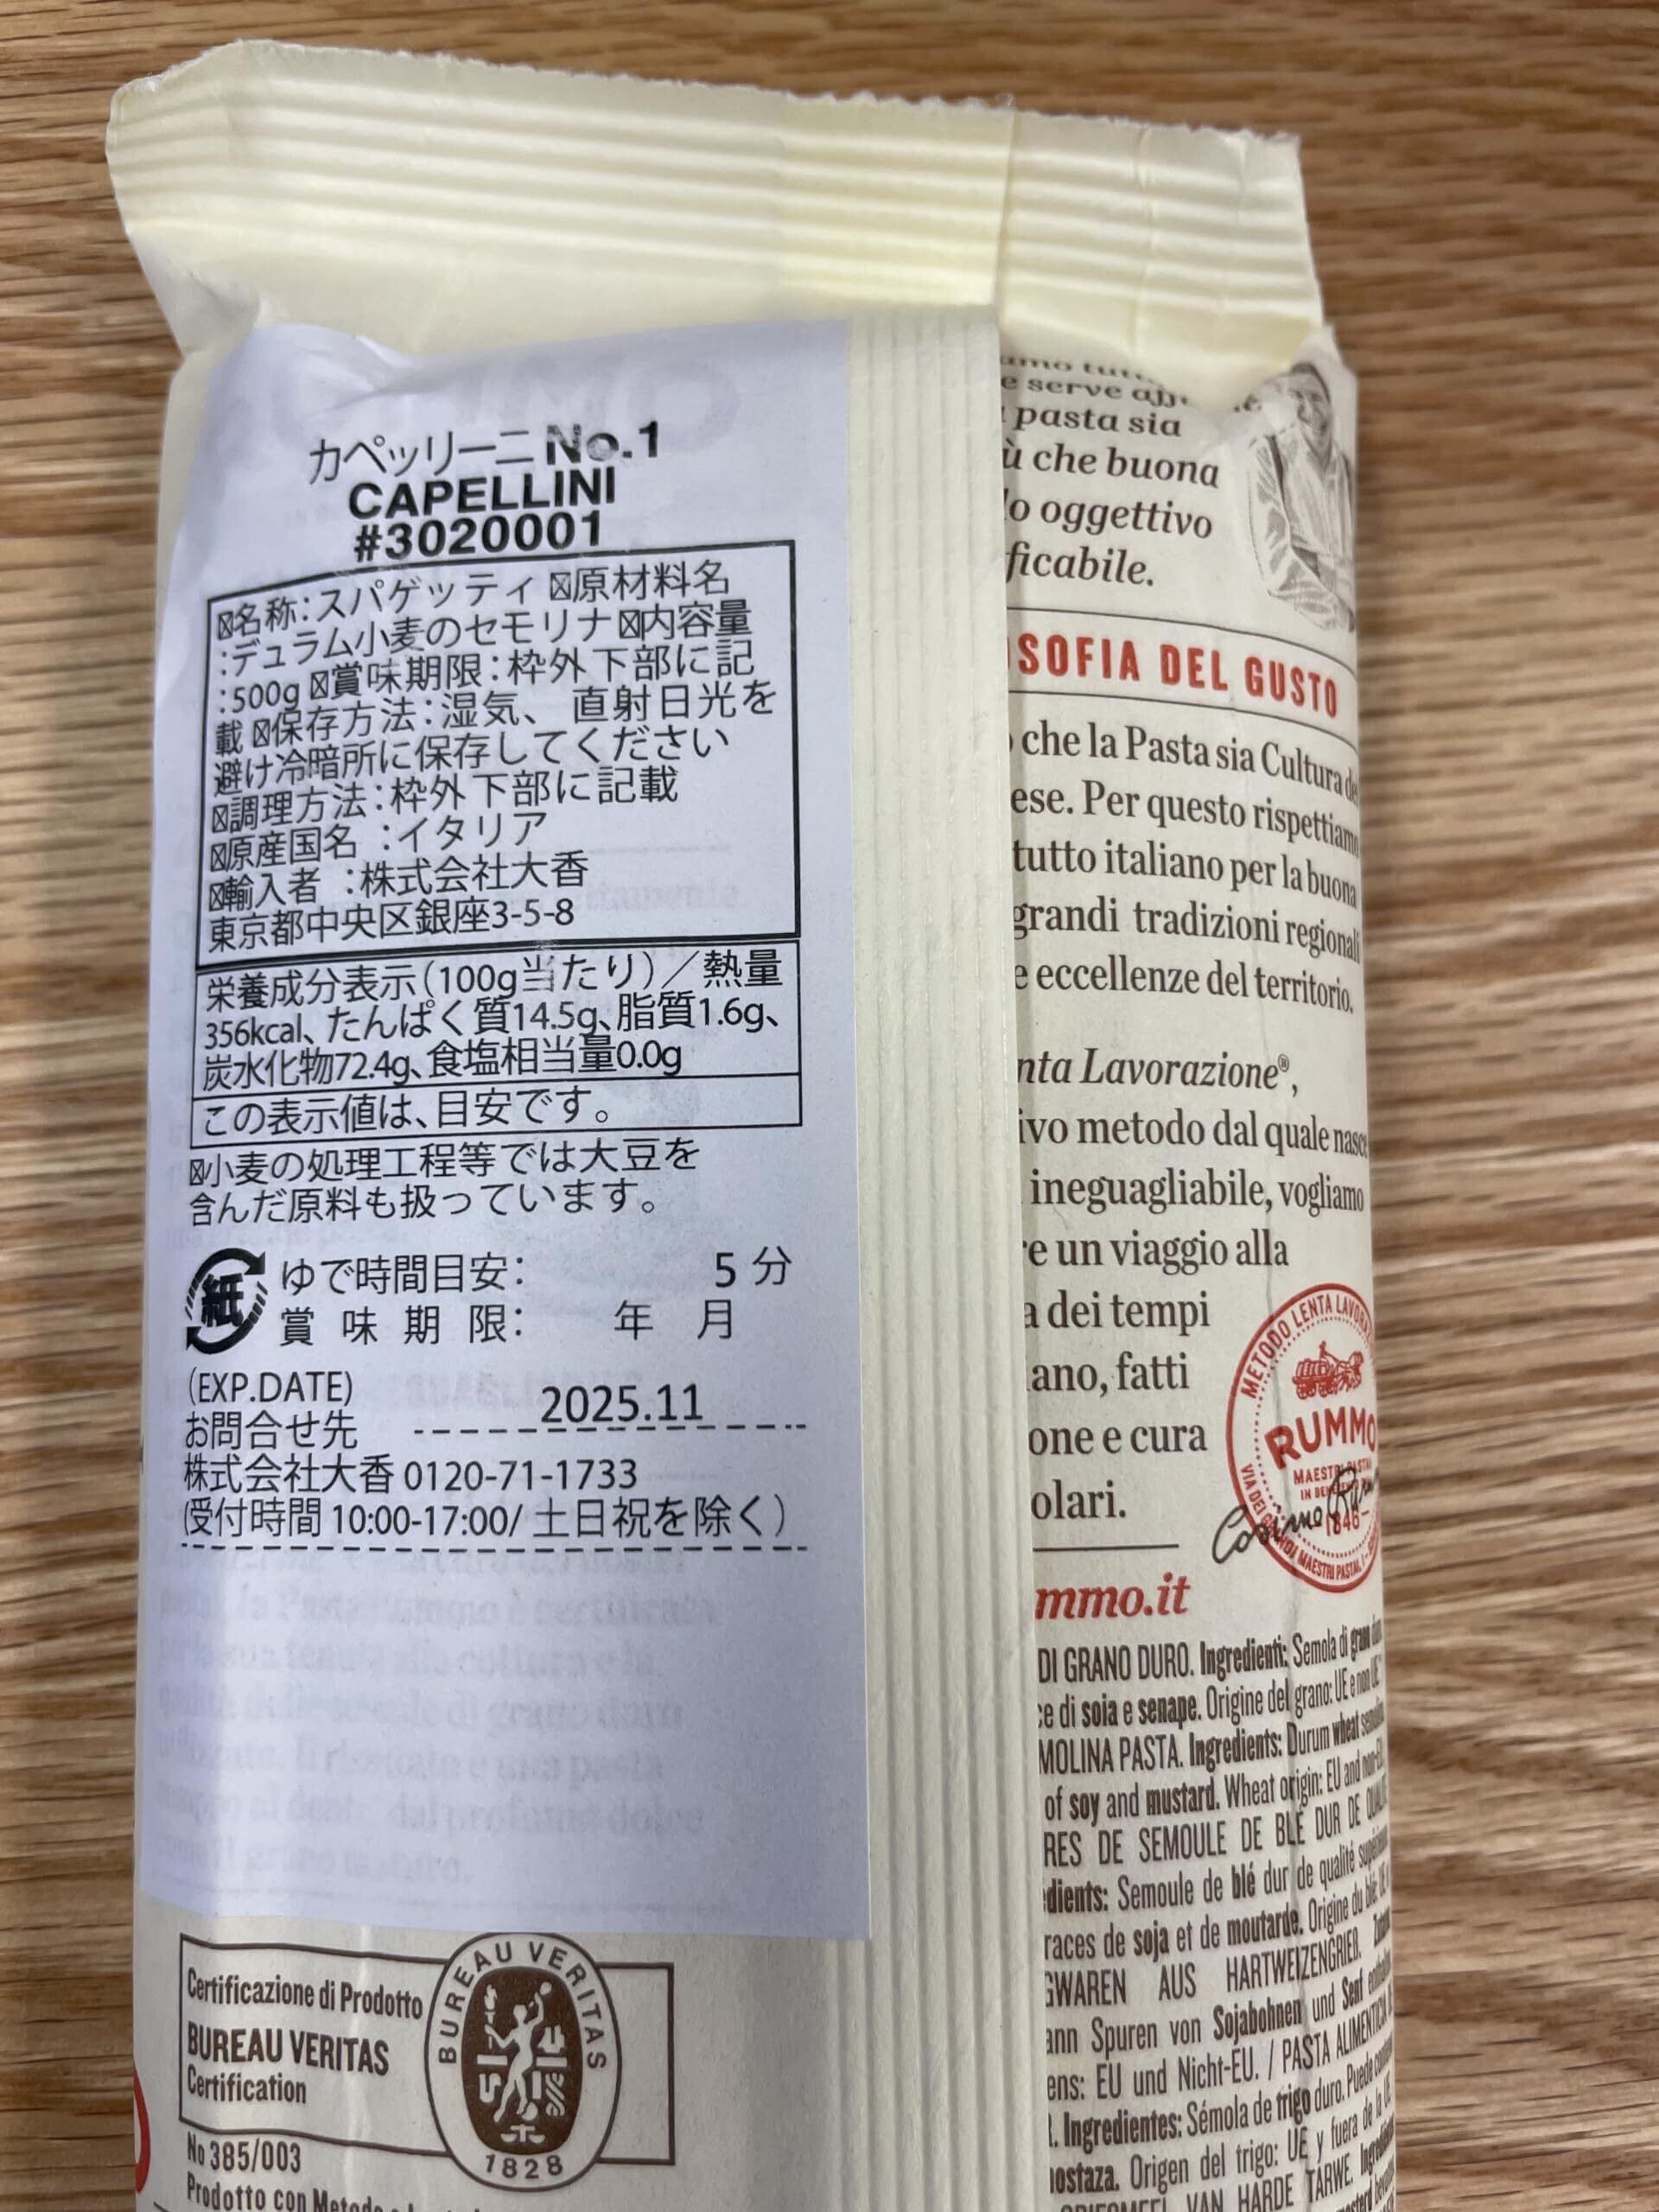 カペッリーニ No.1
CAPELLINI
#3020001
☒名称:スパゲッティ ☒原材料名
:デュラム小麦のセモリナ☒内容量
:500g ☒賞味期限:枠外下部に記
載 ☒保存方法:湿気、直射日光を
避け冷暗所に保存してください
☒調理方法:枠外下部に記載
☒原産国名 :イタリア
☒輸入者 :株式会社大香
東京都中央区銀座3-5-8
栄養成分表示(100g当たり)/熱量
356kcal、たんぱく質14.5g、脂質1.6g、
炭水化物72.4g、食塩相当量0.0g
この表示値は、目安です。
☒小麦の処理工程等では大豆を
含んだ原料も扱っています。
紙
ゆで時間目安: 5 分
賞 味 期 限: 年 月
(EXP.DATE) 2025.11
お問合せ先
株式会社大香 0120-71-1733
(受付時間 10:00-17:00/ 土日祝を除く)
Certificazione di Prodotto
BUREAU VERITAS
Certification
BUREAU VERITAS
1828
No 385/003
Prodotto con
e serve
pasta sia
ù che buona
lo oggettivo
ficabile.
SOFIA DEL GUSTO
che la Pasta sia Cultura
ese. Per questo rispettiamo
tutto italiano per la buona
grandi tradizioni regionali
e eccellenze del territorio.
nta Lavorazione®,
ivo metodo dal quale nasce
ineguagliabile, vogliamo
re un viaggio alla
a dei tempi
ano, fatti
one e cura
olari.
METODO LENTA
RUMMO
MAESTRI PASTAI
1846
Cosimo
mmo.it
DI GRANO DURO. Ingredienti: Semola di grano
ce di soia e senape. Origine del grano: UE e non UE
MOLINA PASTA. Ingredients: Durum wheat
of soy and mustard. Wheat origin: EU and
RES DE SEMOULE DE BLÉ DUR DE
dients: Semoule de blé dur de qualité
races de soja et de moutarde. Origine du
GWAREN AUS HARTWEIZENGRIEB.
ann Spuren von Sojabohnen und Senf
ens: EU und Nicht-EU. / PASTA ALIMENTICIA
Ingredientes: Sémola de trigo duro. Puede
ostaza. Origen del trigo: UE y fuera de la UE
VAN HARDE TARWE.